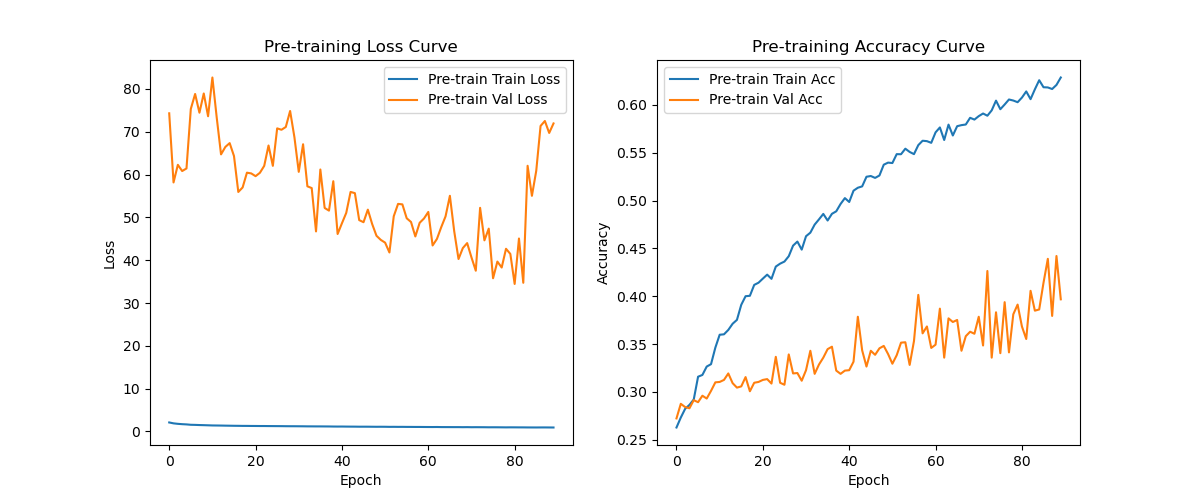 Pre-training Loss Curve
Pre-train Train Loss
Pre-train Val Loss
80
70
60
50
40
30
20
10
0
Loss
0 20 40 60 80
Epoch
Pre-training Accuracy Curve
Pre-train Train Acc
Pre-train Val Acc
0.60
0.55
0.50
0.45
0.40
0.35
0.30
0.25
Accuracy
0 20 40 60 80
Epoch